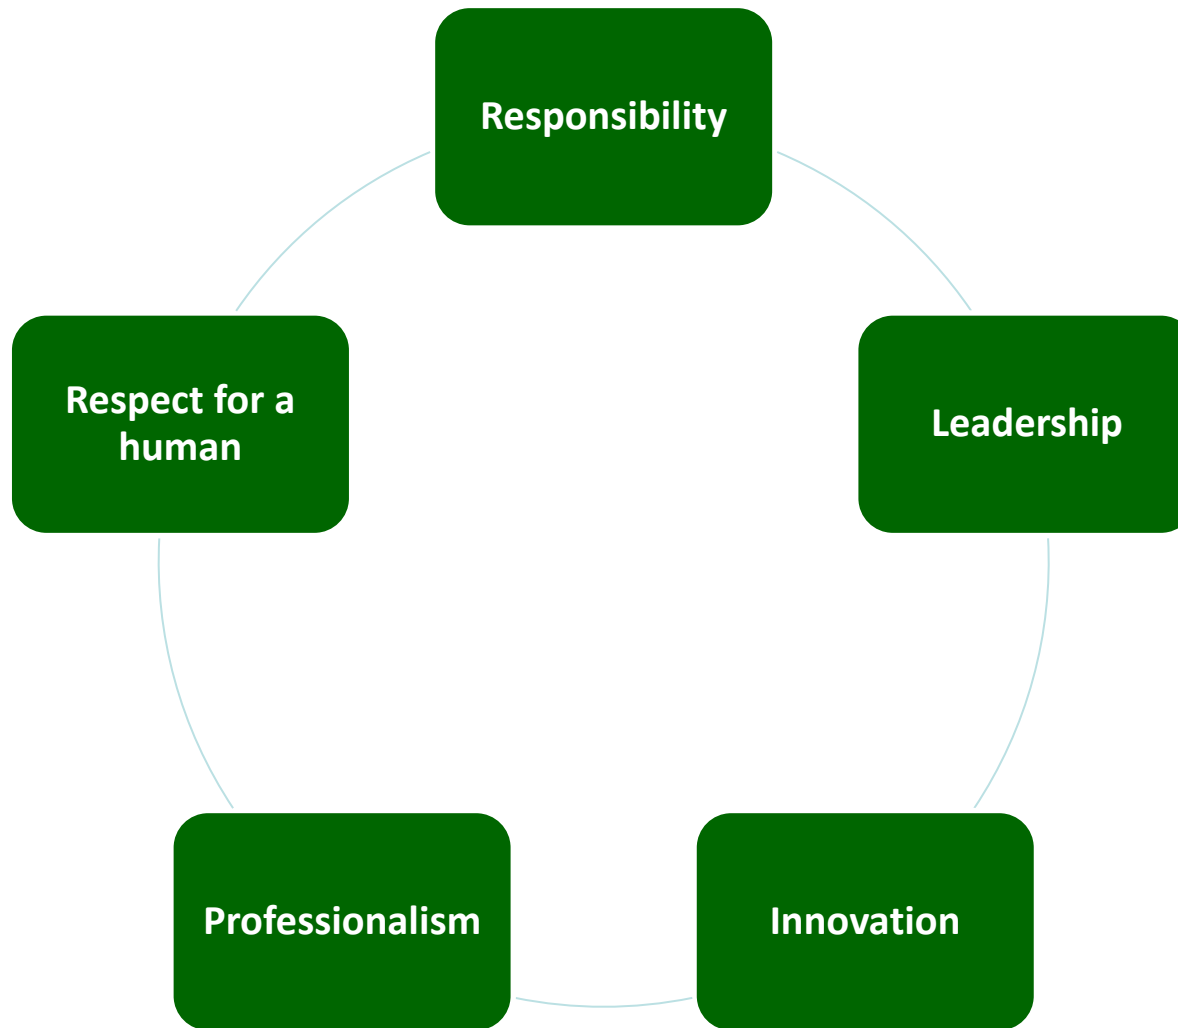 Responsibility
Leadership
Innovation
Professionalism
Respect for a
human